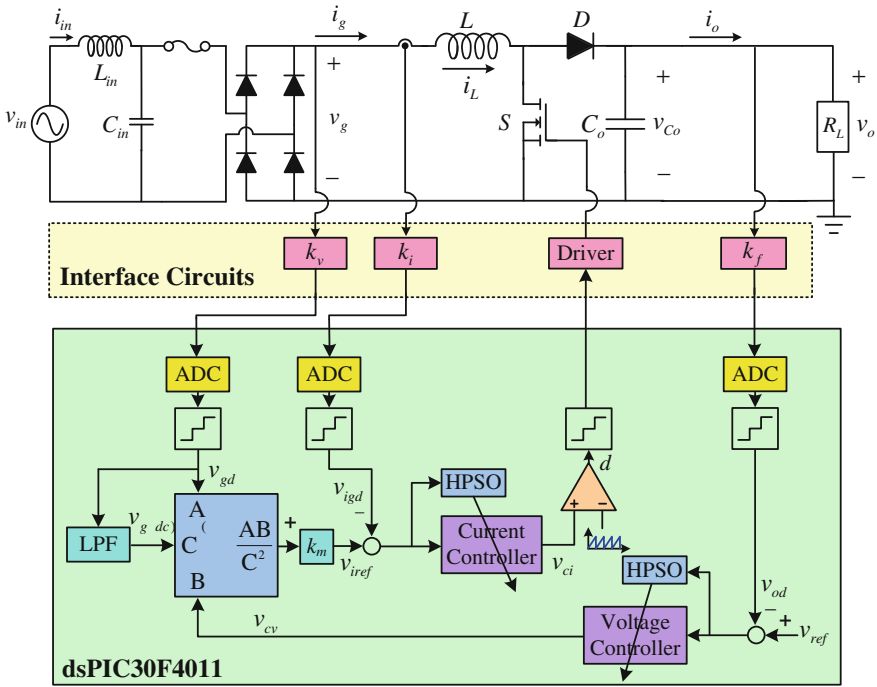 i_in
i_g
L
D
i_o
L_in
i_L
+
+
+
v_in
C_in
v_g
S
C_o
v_Co
R_L
v_o
−
−
−
k_v
k_i
Driver
k_f
Interface Circuits
ADC
ADC
ADC
v_gd
v_igd
d
−
HPSO
v_g dc)
A
(
+
LPF
C
AB
C²
k_m
v_iref
Current
Controller
+
−
v_ci
HPSO
B
v_od
−
+
v_cv
Voltage
Controller
v_ref
dsPIC30F4011